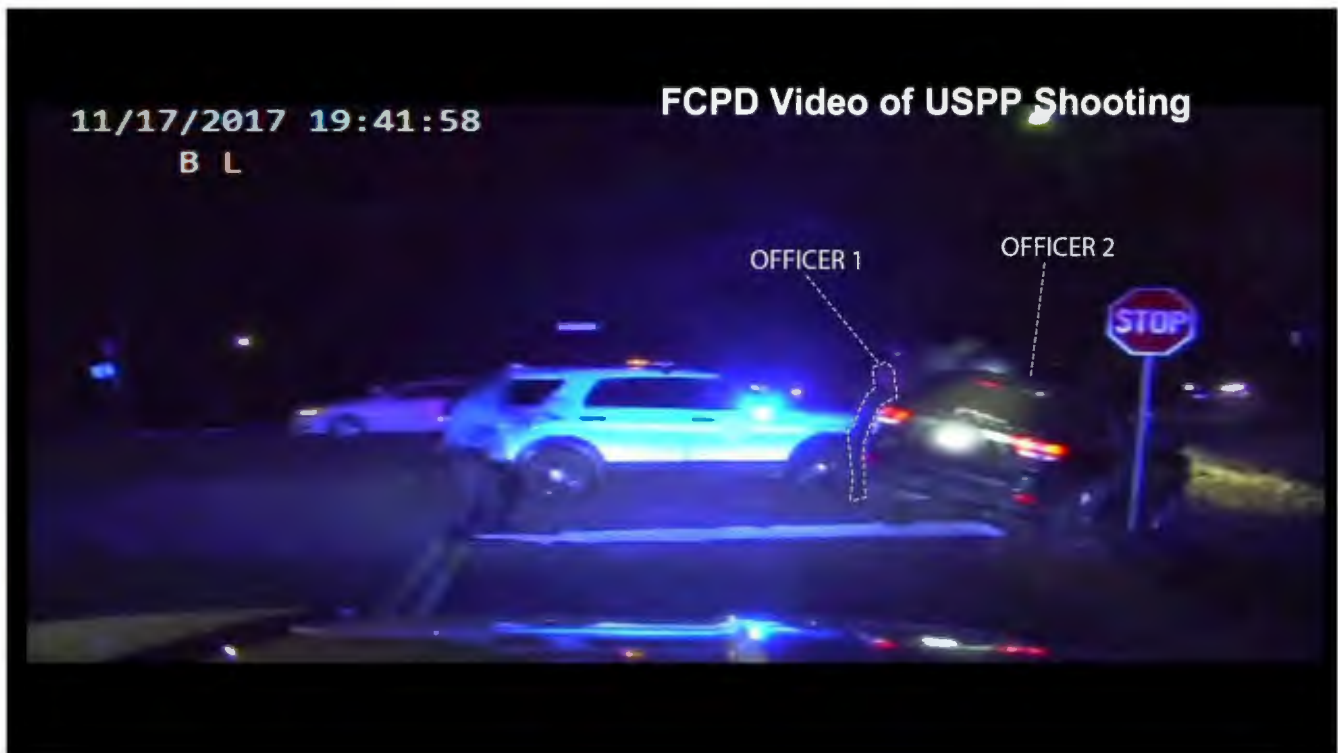 FCPD Video of USPP Shooting
11/17/2017 19:41:58
B L
OFFICER 1
OFFICER 2
STOP